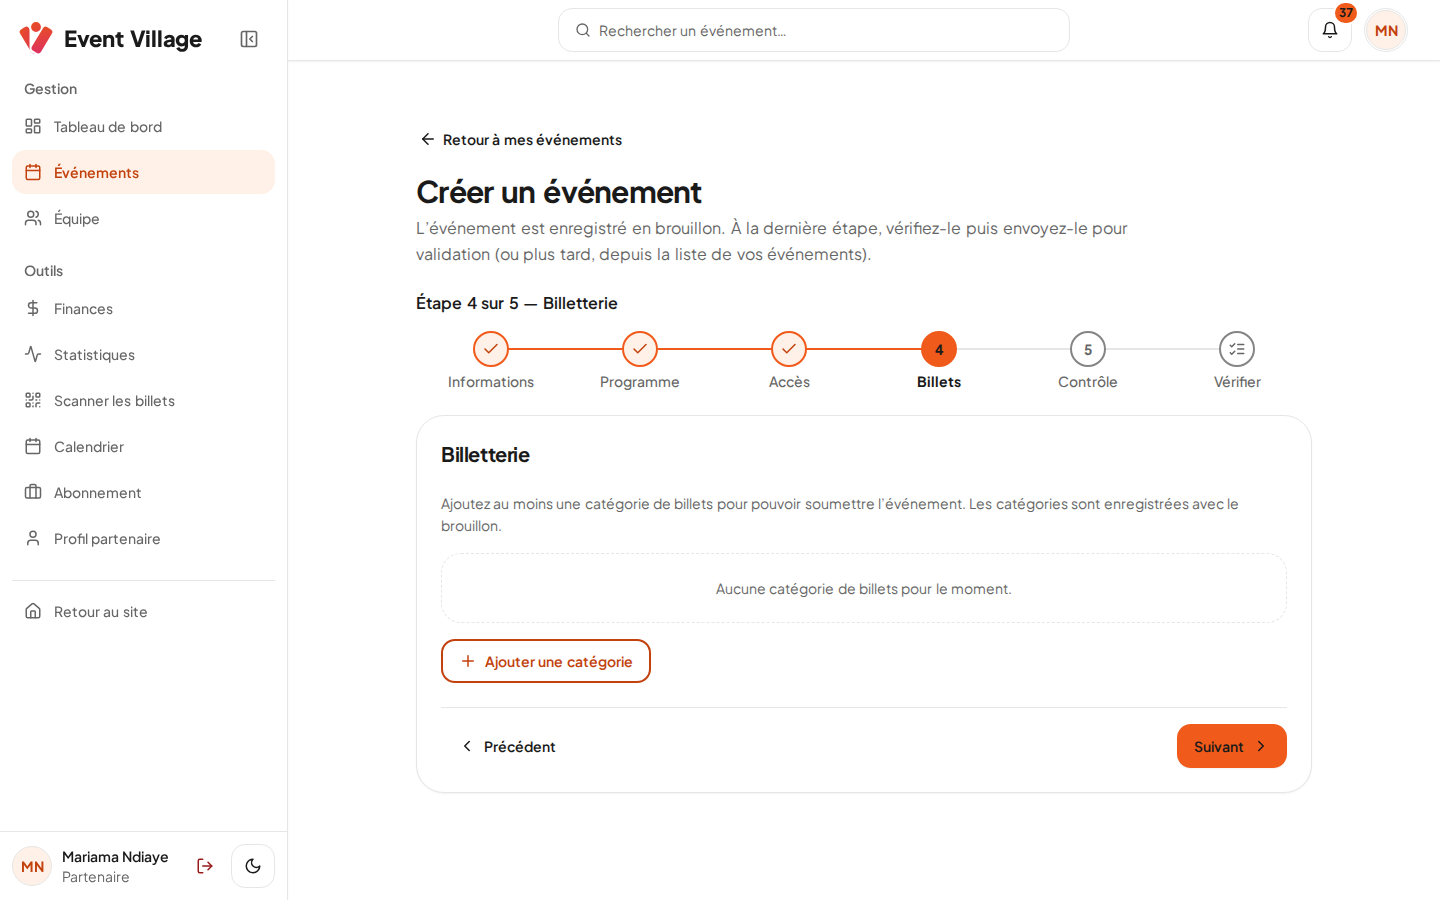 Event Village
Gestion
Tableau de bord
Événements
Équipe
Outils
Finances
Statistiques
Scanner les billets
Calendrier
Abonnement
Profil partenaire
Retour au site
MN
Mariama Ndiaye
Partenaire
Rechercher un événement…
37
MN
Retour à mes événements
Créer un événement
L’événement est enregistré en brouillon. À la dernière étape, vérifiez-le puis envoyez-le pour
validation (ou plus tard, depuis la liste de vos événements).
Étape 4 sur 5 — Billetterie
4
5
Informations
Programme
Accès
Billets
Contrôle
Vérifier
Billetterie
Ajoutez au moins une catégorie de billets pour pouvoir soumettre l’événement. Les catégories sont enregistrées avec le
brouillon.
Aucune catégorie de billets pour le moment.
Ajouter une catégorie
Précédent
Suivant